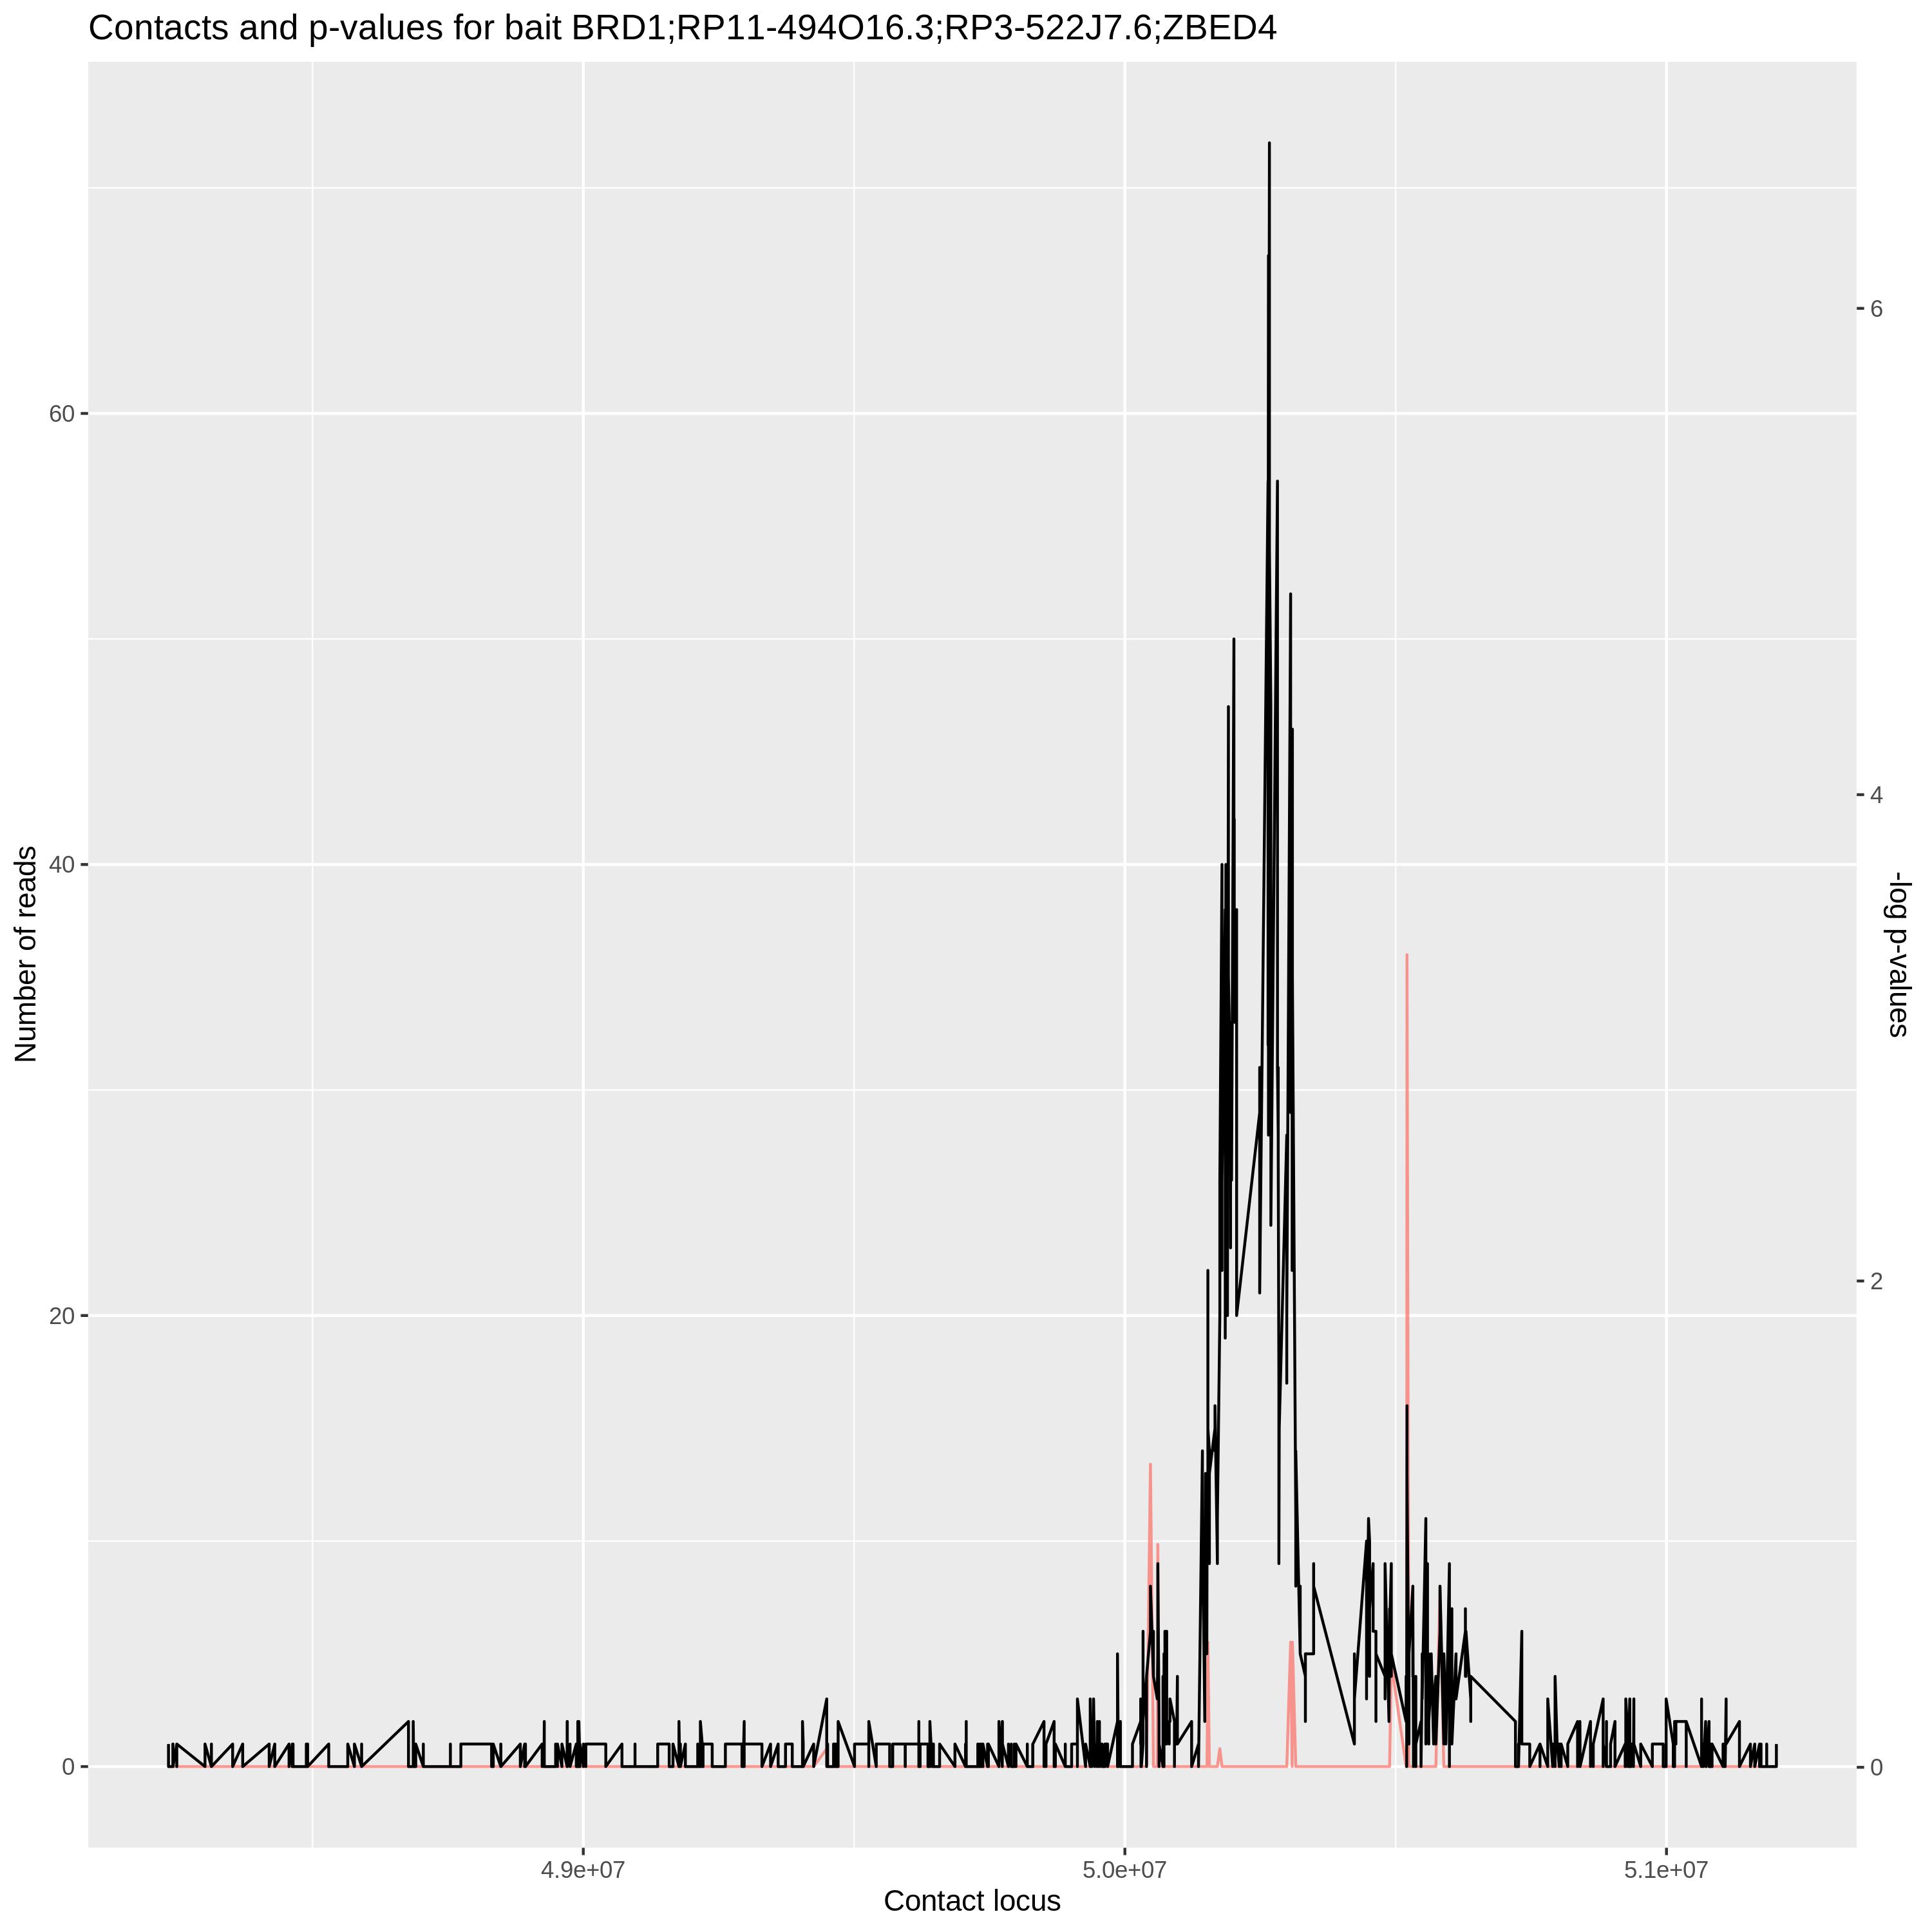 Contacts and p-values for bait BRD1;RP11-494O16.3;RP3-522J7.6;ZBED4
Number of reads
60
40
20
0
6
4
2
0
-log p-values
4.9e+07 5.0e+07 5.1e+07
Contact locus